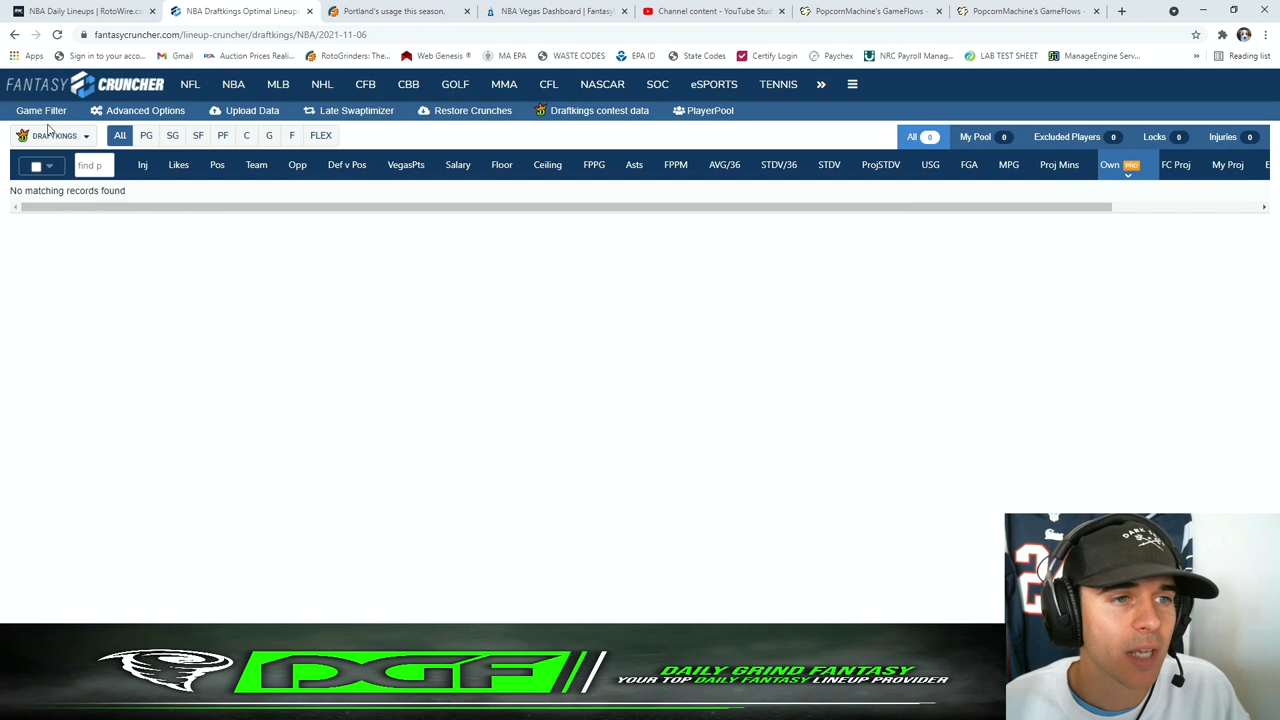 NBA Daily Lineups | RotoWire.co
NBA Draftkings Optimal Lineup
Portland's usage this season.
NBA Vegas Dashboard | Fantasy
Channel content - YouTube Stud
PopcornMachine's GameFlows -
PopcornMachine's GameFlows -
fantasycruncher.com/lineup-cruncher/draftkings/NBA/2021-11-06
Apps Sign in to your acco... Gmail Auction Prices Reali... RotoGrinders: The... Web Genesis ® MA EPA WASTE CODES EPA ID State Codes Certify Login Paychex NRC Payroll Manag... LAB TEST SHEET ManageEngine Serv... Reading list
FANTASY CRUNCHER NFL NBA MLB NHL CFB CBB GOLF MMA CFL NASCAR SOC eSPORTS TENNIS
Game Filter Advanced Options Upload Data Late Swaptimizer Restore Crunches Draftkings contest data PlayerPool
DRAFTKINGS All PG SG SF PF C G F FLEX All 0 My Pool 0 Excluded Players 0 Locks 0 Injuries 0
find p Inj Likes Pos Team Opp Def v Pos VegasPts Salary Floor Ceiling FPPG Asts FPPM AVG/36 STDV/36 STDV ProjSTDV USG FGA MPG Proj Mins Own PRO FC Proj My Proj E
No matching records found
DGF
DAILY GRIND FANTASY
YOUR TOP DAILY FANTASY LINEUP PROVIDER